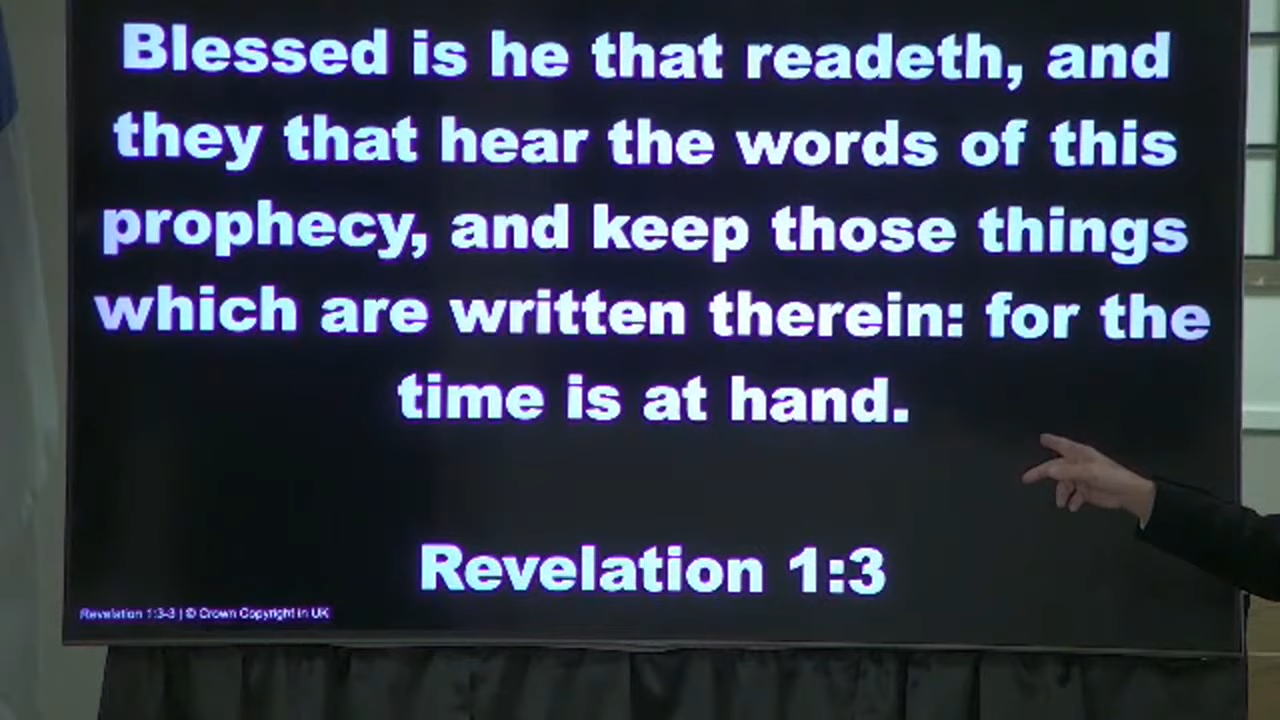 Blessed is he that readeth, and
they that hear the words of this
prophecy, and keep those things
which are written therein: for the
time is at hand.
Revelation 1:3
Revelation 1:3-3 | © Crown Copyright in UK